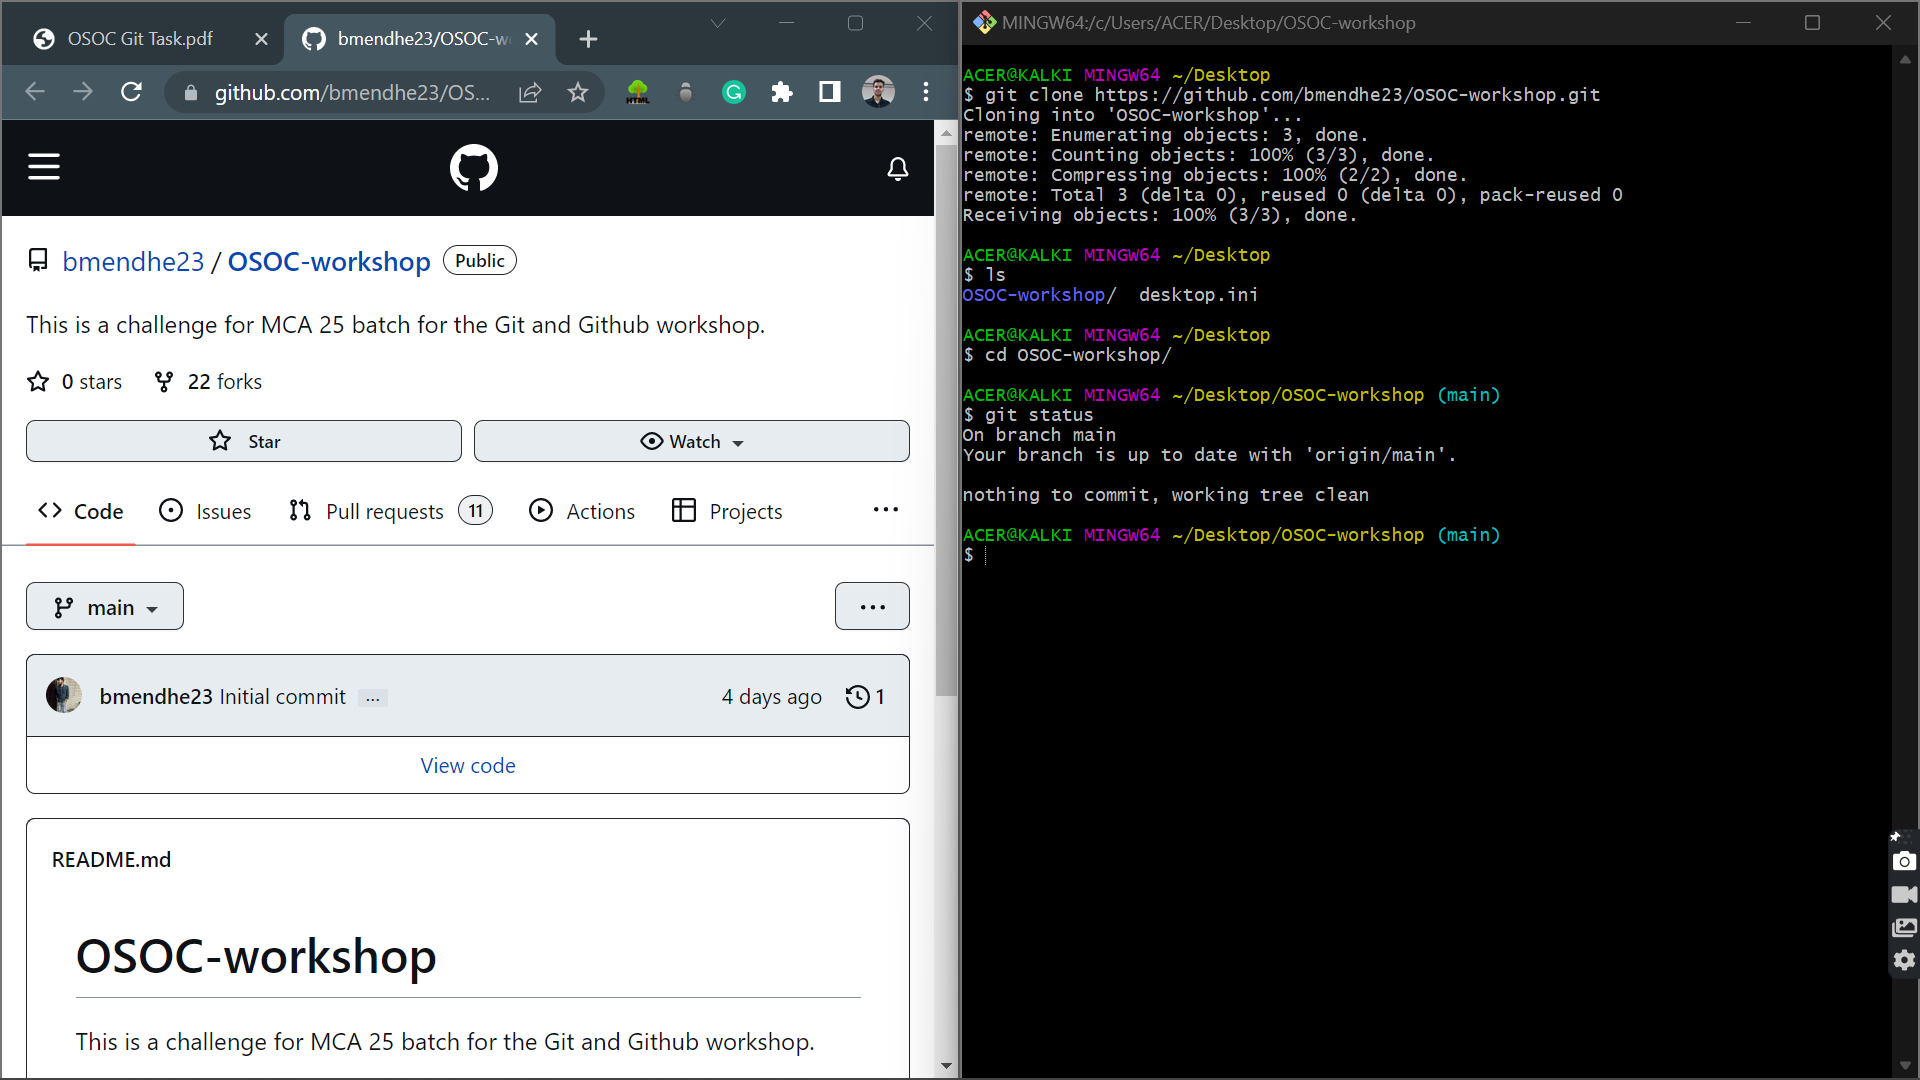 OSOC Git Task.pdf
bmendhe23/OSOC-w
github.com/bmendhe23/OS...
HTML
G
bmendhe23 / OSOC-workshop Public
This is a challenge for MCA 25 batch for the Git and Github workshop.
0 stars 22 forks
Star Watch
Code Issues Pull requests 11 Actions Projects ...
main ...
bmendhe23 Initial commit ... 4 days ago 1
View code
README.md
OSOC-workshop
This is a challenge for MCA 25 batch for the Git and Github workshop.
MINGW64:/c/Users/ACER/Desktop/OSOC-workshop
ACER@KALKI MINGW64 ~/Desktop
$ git clone https://github.com/bmendhe23/OSOC-workshop.git
Cloning into 'OSOC-workshop'...
remote: Enumerating objects: 3, done.
remote: Counting objects: 100% (3/3), done.
remote: Compressing objects: 100% (2/2), done.
remote: Total 3 (delta 0), reused 0 (delta 0), pack-reused 0
Receiving objects: 100% (3/3), done.
ACER@KALKI MINGW64 ~/Desktop
$ ls
OSOC-workshop/  desktop.ini
ACER@KALKI MINGW64 ~/Desktop
$ cd OSOC-workshop/
ACER@KALKI MINGW64 ~/Desktop/OSOC-workshop (main)
$ git status
On branch main
Your branch is up to date with 'origin/main'.
nothing to commit, working tree clean
ACER@KALKI MINGW64 ~/Desktop/OSOC-workshop (main)
$